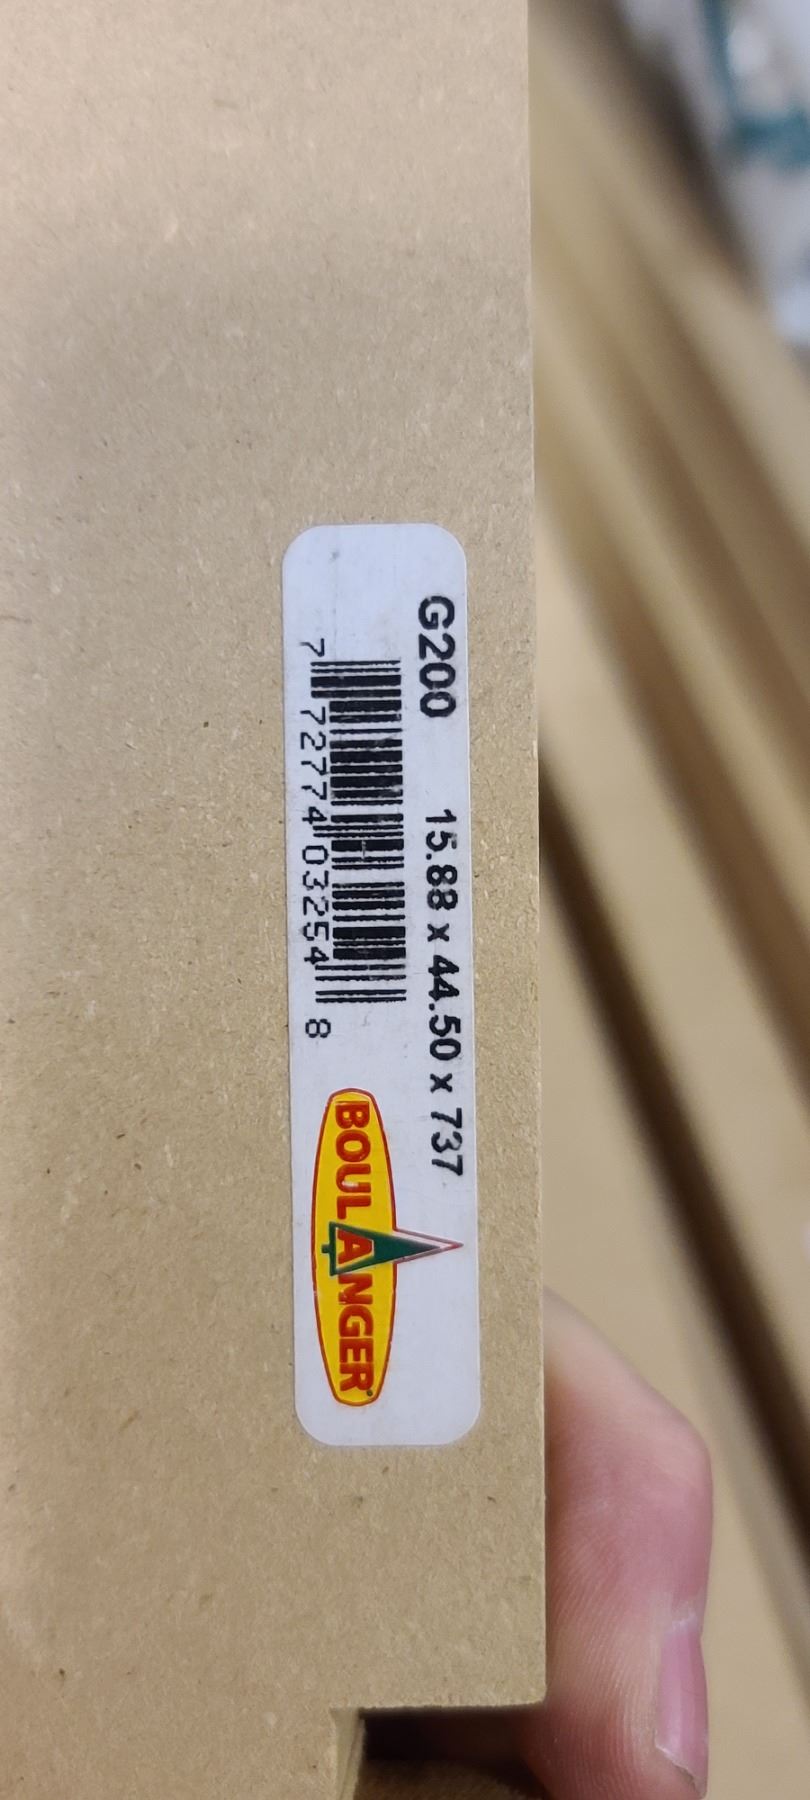 G200 15.88 x 44.50 x 737
7 72774 03254 8
BOULANGER